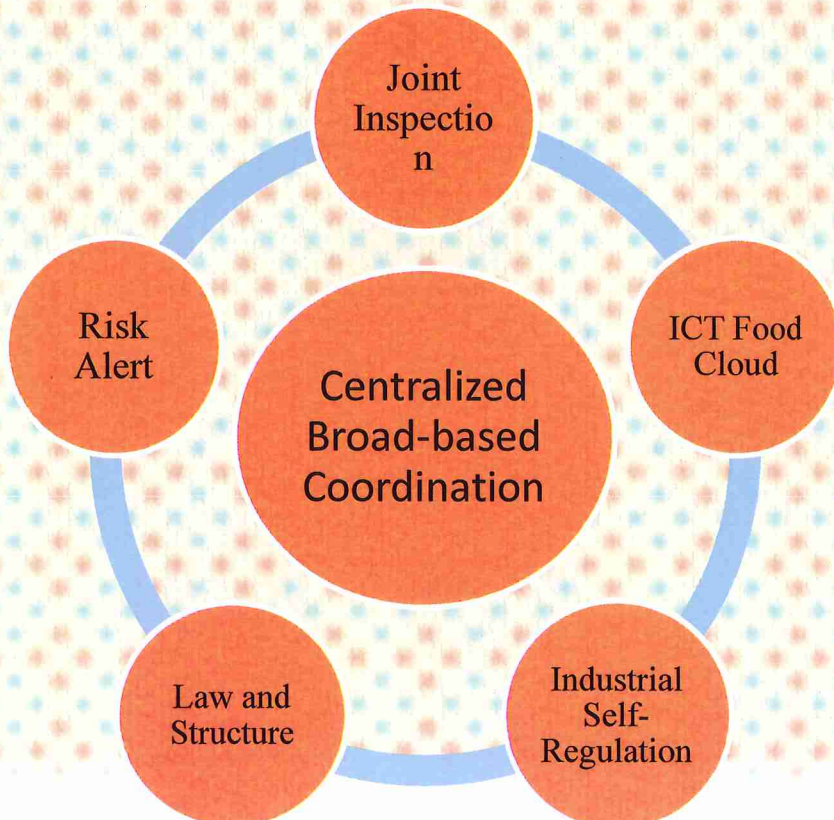 Joint
Inspectio
n
ICT Food
Cloud
Risk
Alert
Centralized
Broad-based
Coordination
Law and
Structure
Industrial
Self-
Regulation